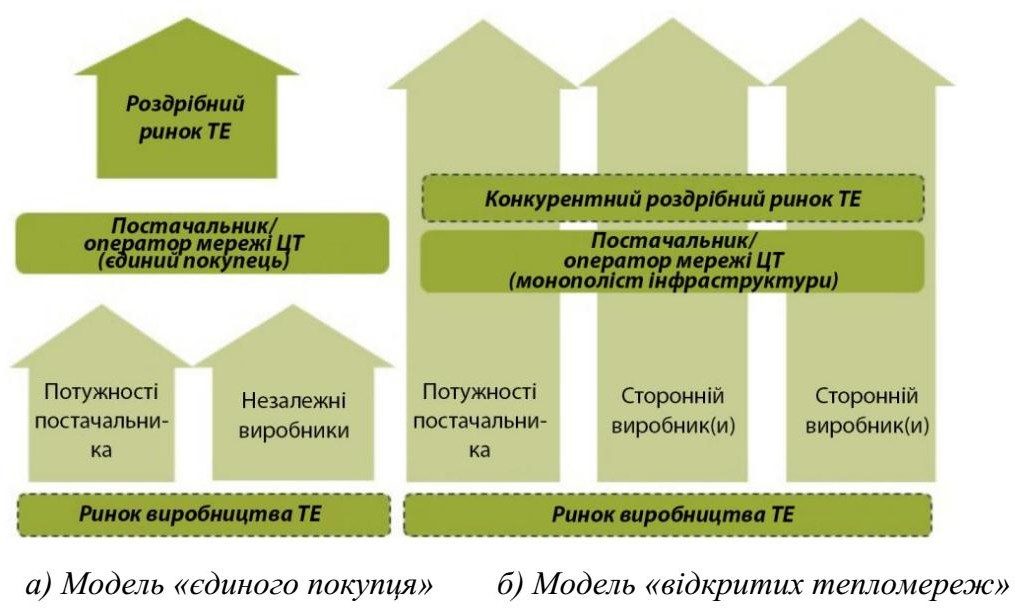 Роздрібний
ринок ТЕ
Постачальник/
оператор мережі ЦТ
(єдиний покупець)
Потужності
постачальни-
ка
Незалежні
виробники
Ринок виробництва ТЕ
а) Модель «єдиного покупця»
Конкурентний роздрібний ринок ТЕ
Постачальник/
оператор мережі ЦТ
(монополіст інфраструктури)
Потужності
постачальни-
ка
Сторонній
виробник(и)
Сторонній
виробник(и)
Ринок виробництва ТЕ
б) Модель «відкритих тепломереж»